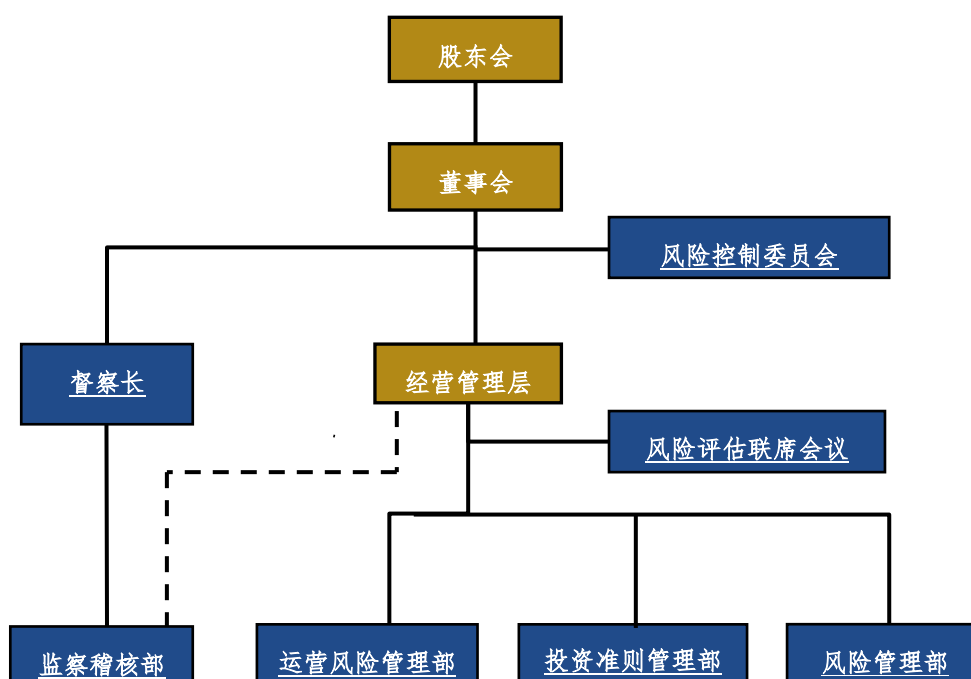 股东会
董事会
风险控制委员会
督察长
经营管理层
风险评估联席会议
监察稽核部
运营风险管理部
投资准则管理部
风险管理部